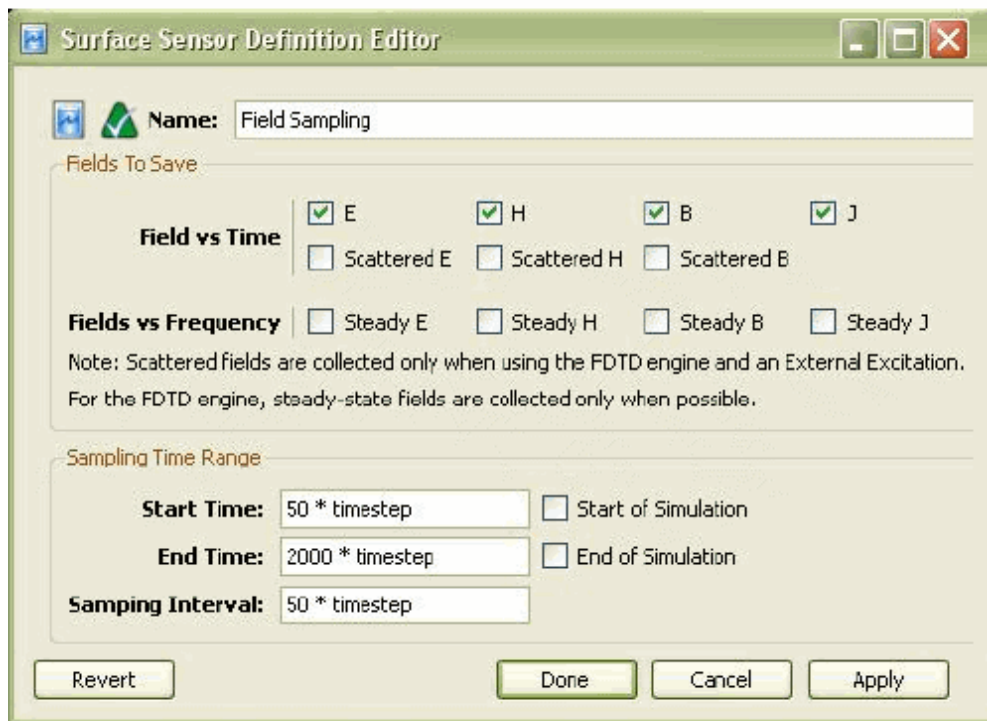 Surface Sensor Definition Editor
Name: Field Sampling
Fields To Save
Field vs Time E H B J
Scattered E Scattered H Scattered B
Fields vs Frequency Steady E Steady H Steady B Steady J
Note: Scattered fields are collected only when using the FDTD engine and an External Excitation.
For the FDTD engine, steady-state fields are collected only when possible.
Sampling Time Range
Start Time: 50 * timestep Start of Simulation
End Time: 2000 * timestep End of Simulation
Samping Interval: 50 * timestep
Revert Done Cancel Apply